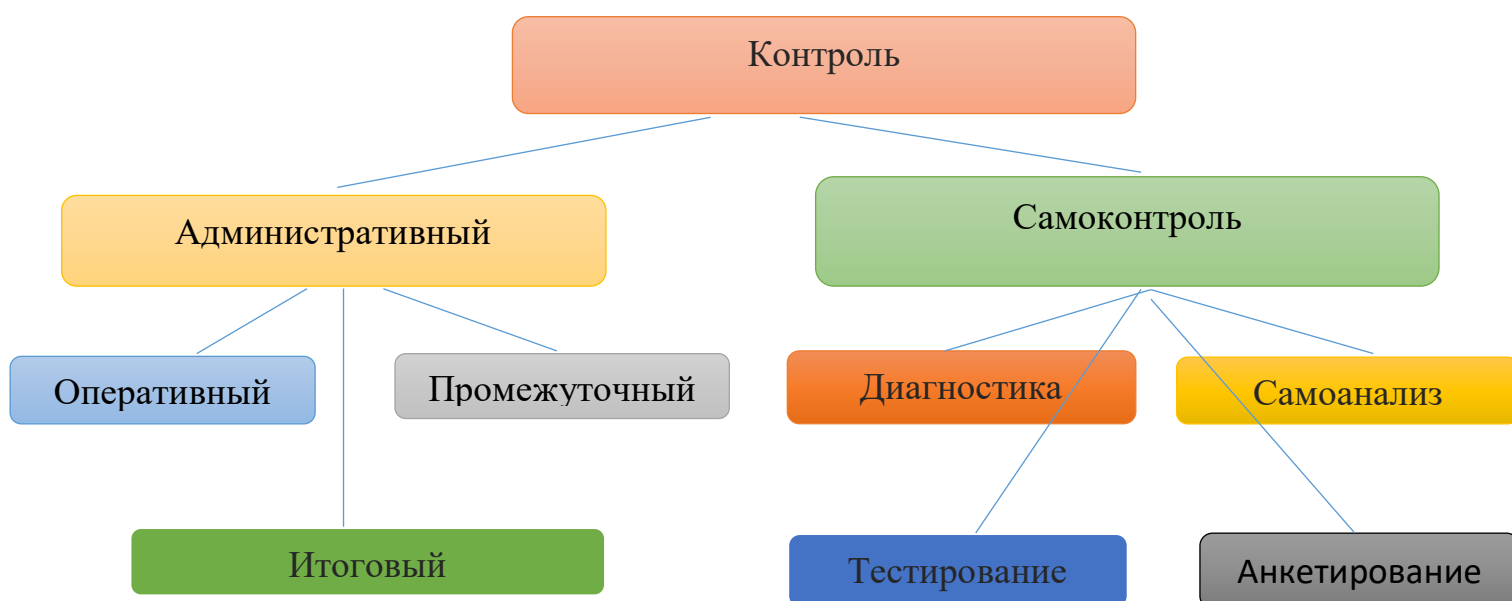 Контроль
Административный
Самоконтроль
Оперативный
Промежуточный
Диагностика
Самоанализ
Итоговый
Тестирование
Анкетирование